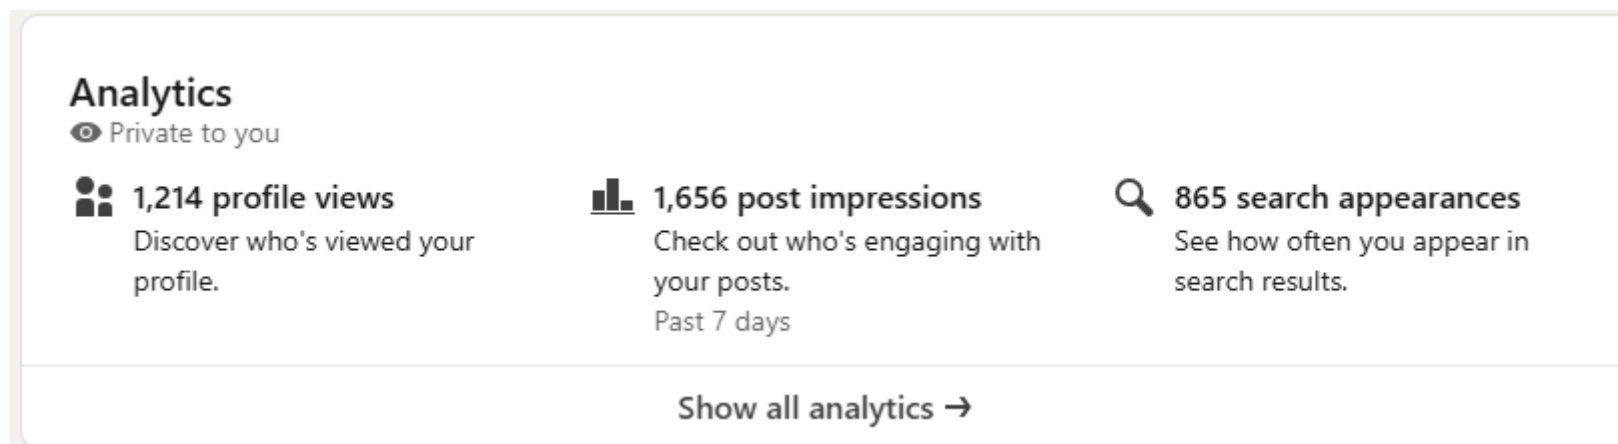 Analytics
Private to you
1,214 profile views
Discover who's viewed your
profile.
1,656 post impressions
Check out who's engaging with
your posts.
Past 7 days
865 search appearances
See how often you appear in
search results.
Show all analytics →